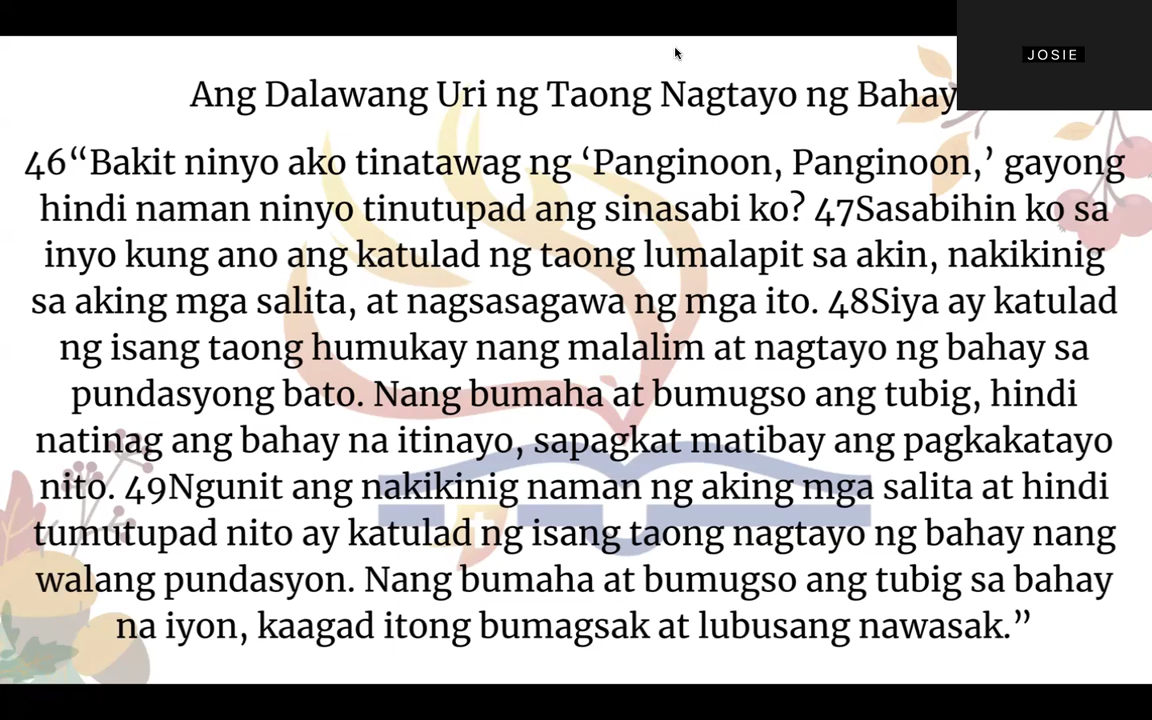 JOSIE
Ang Dalawang Uri ng Taong Nagtayo ng Bahay
46“Bakit ninyo ako tinatawag ng ‘Panginoon, Panginoon,’ gayong
hindi naman ninyo tinutupad ang sinasabi ko? 47Sasabihin ko sa
inyo kung ano ang katulad ng taong lumalapit sa akin, nakikinig
sa aking mga salita, at nagsasagawa ng mga ito. 48Siya ay katulad
ng isang taong humukay nang malalim at nagtayo ng bahay sa
pundasyong bato. Nang bumaha at bumugso ang tubig, hindi
natinag ang bahay na itinayo, sapagkat matibay ang pagkakatayo
nito. 49Ngunit ang nakikinig naman ng aking mga salita at hindi
tumutupad nito ay katulad ng isang taong nagtayo ng bahay nang
walang pundasyon. Nang bumaha at bumugso ang tubig sa bahay
na iyon, kaagad itong bumagsak at lubusang nawasak.”